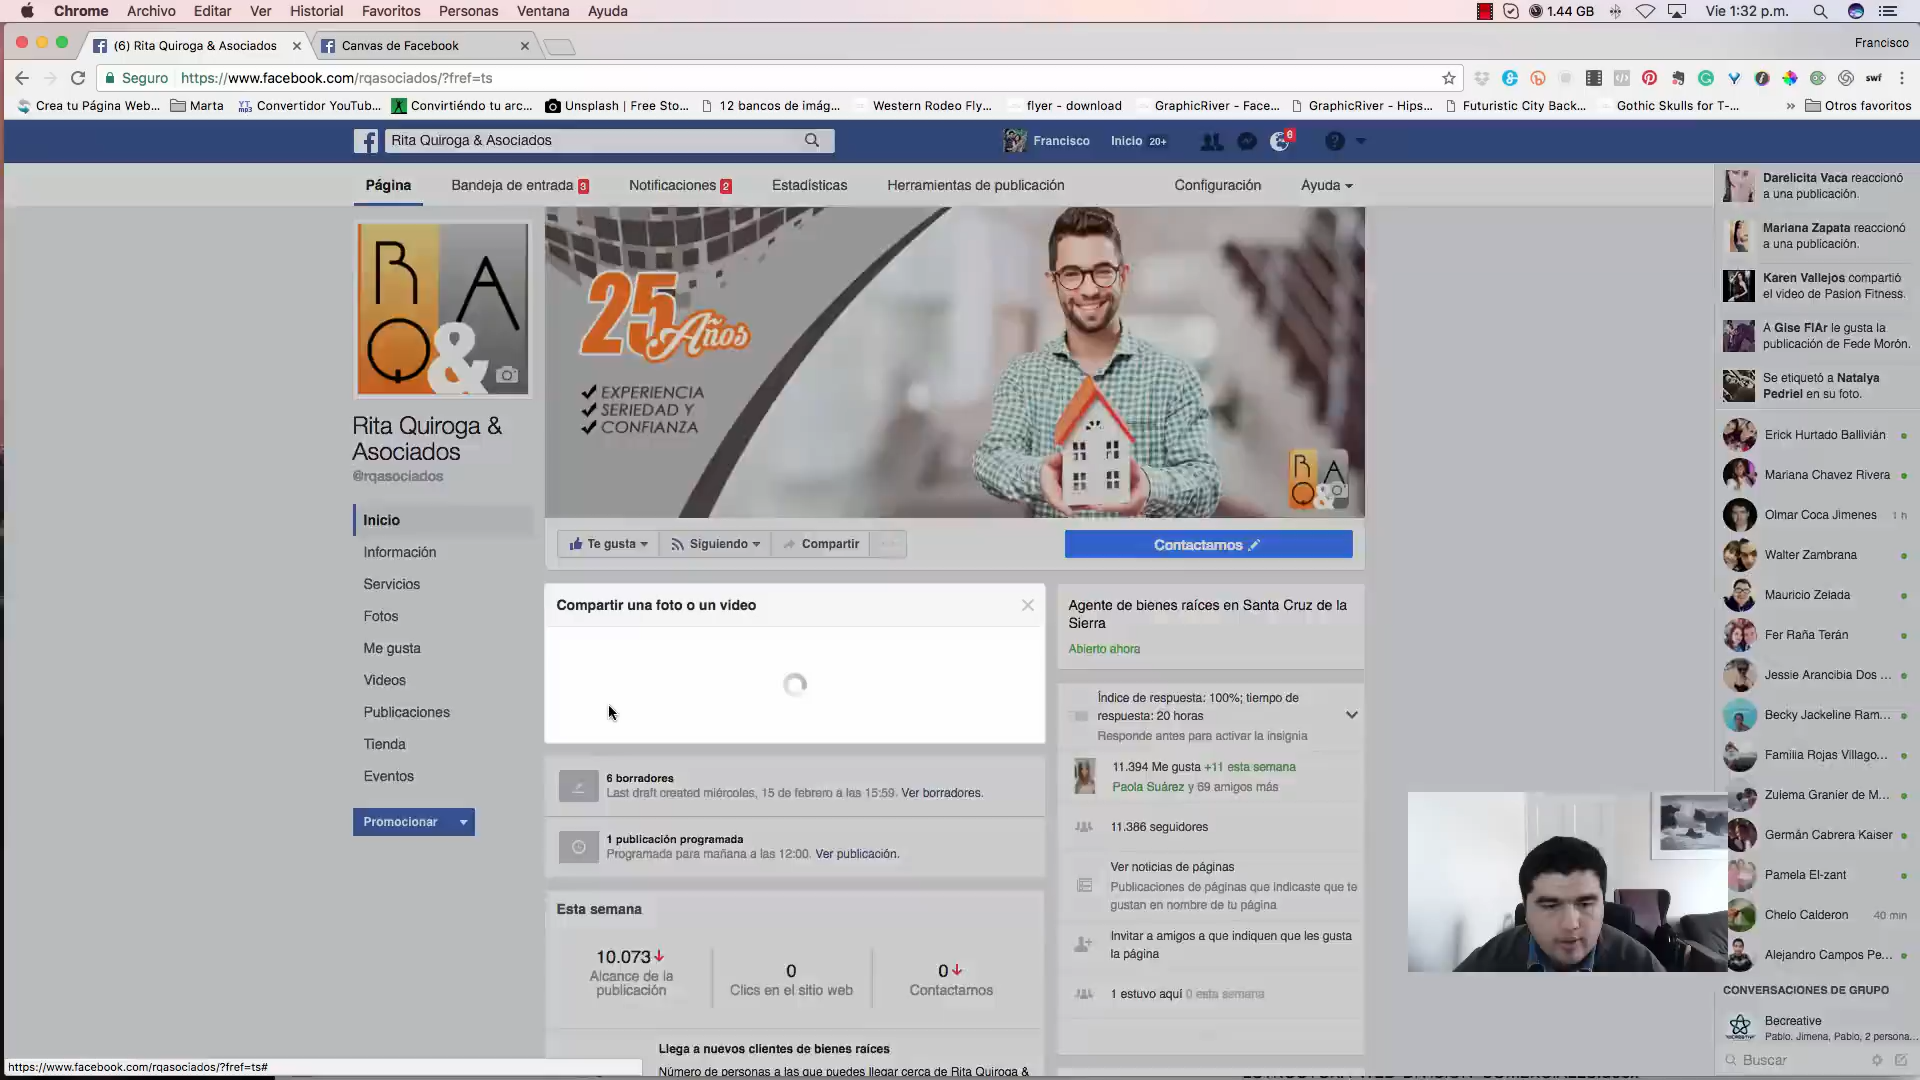 Chrome Archivo Editar Ver Historial Favoritos Personas Ventana Ayuda 1.44 GB Vie 1:32 p.m.
(6) Rita Quiroga & Asociados Canvas de Facebook Francisco
Seguro https://www.facebook.com/rqasociados/?fref=ts swf
Crea tu Página Web... Marta Convertidor YouTub... Convirtiéndo tu arc... Unsplash | Free Sto... 12 bancos de imág... Western Rodeo Fly... flyer - download GraphicRiver - Face... GraphicRiver - Hips... Futuristic City Back... Gothic Skulls for T-... » Otros favoritos
Rita Quiroga & Asociados Francisco Inicio 20+ 6
Página Bandeja de entrada 3 Notificaciones 2 Estadísticas Herramientas de publicación Configuración Ayuda
R A Q &
25 Años
EXPERIENCIA
SERIEDAD Y
CONFIANZA
R A Q &
Rita Quiroga &
Asociados
@rqasociados
Inicio
Información
Servicios
Fotos
Me gusta
Videos
Publicaciones
Tienda
Eventos
Promocionar
Te gusta Siguiendo Compartir Contactarnos
Compartir una foto o un video
6 borradores
Last draft created miércoles, 15 de febrero a las 15:59. Ver borradores.
1 publicación programada
Programada para mañana a las 12:00. Ver publicación.
Esta semana
10.073 0 0
Alcance de la publicación Clics en el sitio web Contactarnos
Llega a nuevos clientes de bienes raíces
Número de personas a las que puedes llegar cerca de Rita Quiroga &
Agente de bienes raíces en Santa Cruz de la
Sierra
Abierto ahora
Índice de respuesta: 100%; tiempo de
respuesta: 20 horas
Responde antes para activar la insignia
11.394 Me gusta +11 esta semana
Paola Suárez y 69 amigos más
11.386 seguidores
Ver noticias de páginas
Publicaciones de páginas que indicaste que te
gustan en nombre de tu página
Invitar a amigos a que indiquen que les gusta
la página
1 estuvo aquí 0 esta semana
Darelicita Vaca reaccionó
a una publicación.
Mariana Zapata reaccionó
a una publicación.
Karen Vallejos compartió
el video de Pasion Fitness.
A Gise FiAr le gusta la
publicación de Fede Morón.
Se etiquetó a Natalya
Pedriel en su foto.
Erick Hurtado Ballivián
Mariana Chavez Rivera
Olmar Coca Jimenes 1 h
Walter Zambrana
Mauricio Zelada
Fer Raña Terán
Jessie Arancibia Dos ...
Becky Jackeline Ram...
Familia Rojas Villago...
Zulema Granier de M...
Germán Cabrera Kaiser
Pamela El-zant
Chelo Calderon 40 min
Alejandro Campos Pe...
CONVERSACIONES DE GRUPO
Becreative
Pablo, Jimena, Pablo, 2 persona...
Buscar
https://www.facebook.com/rqasociados/?fref=ts#